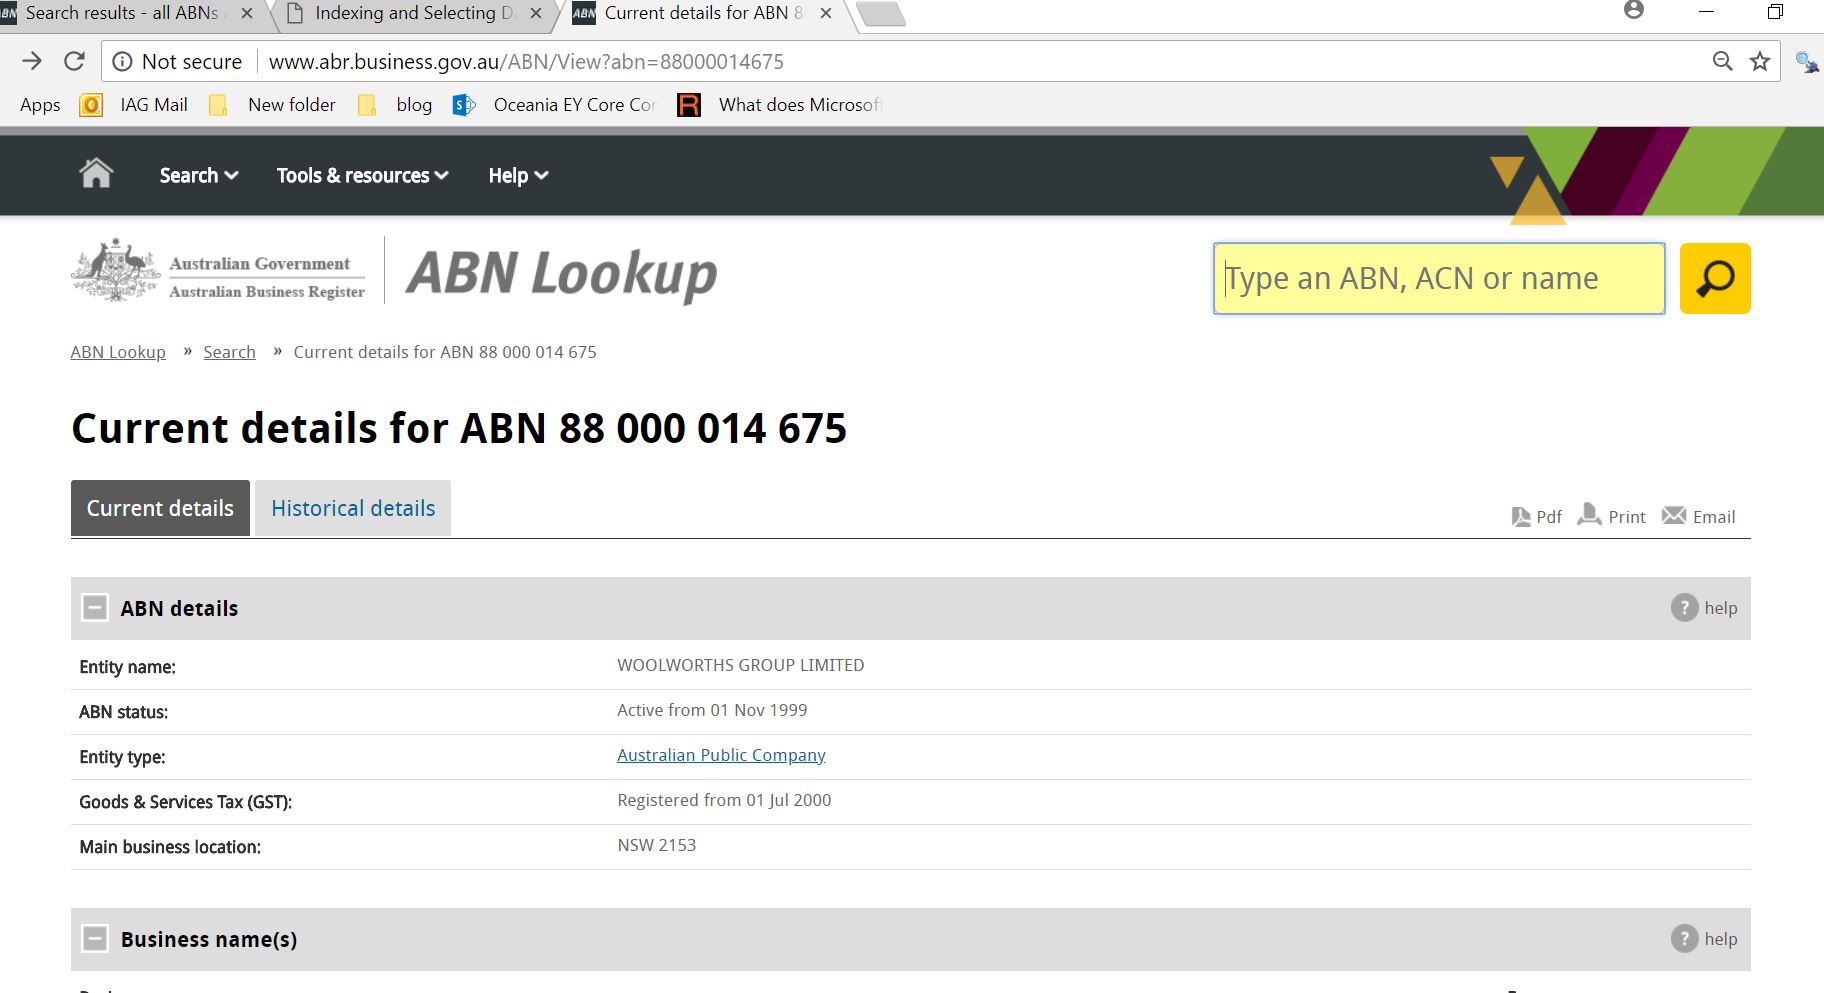 ABN Search results - all ABNs Indexing and Selecting D Current details for ABN 8
Not secure www.abr.business.gov.au/ABN/View?abn=88000014675
Apps IAG Mail New folder blog Oceania EY Core Cor What does Microsof
Search Tools & resources Help
Australian Government
Australian Business Register
ABN Lookup
Type an ABN, ACN or name
ABN Lookup » Search » Current details for ABN 88 000 014 675
Current details for ABN 88 000 014 675
Current details Historical details
Pdf Print Email
ABN details ? help
Entity name: WOOLWORTHS GROUP LIMITED
ABN status: Active from 01 Nov 1999
Entity type: Australian Public Company
Goods & Services Tax (GST): Registered from 01 Jul 2000
Main business location: NSW 2153
Business name(s) ? help